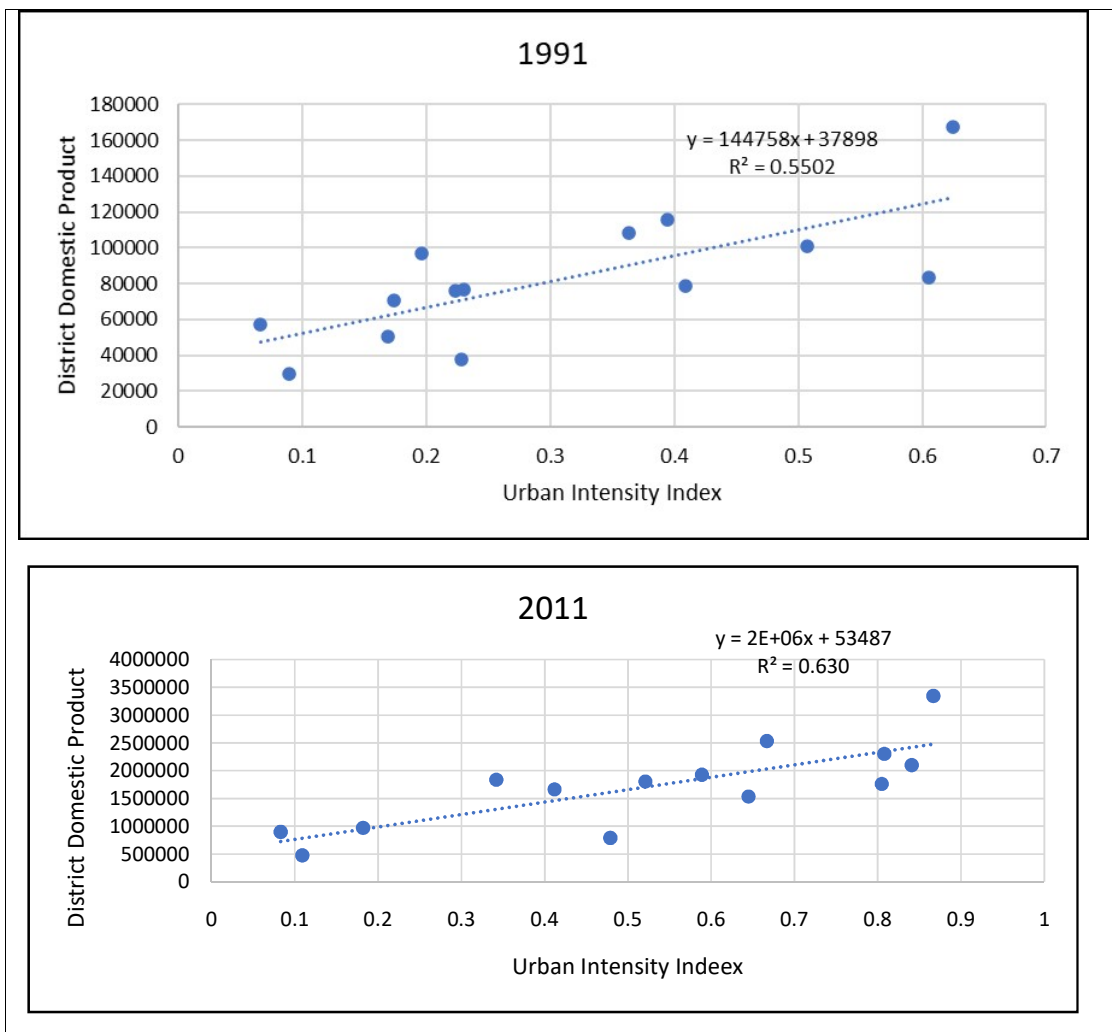 1991
y = 144758x + 37898
R² = 0.5502
District Domestic Product
180000
160000
140000
120000
100000
80000
60000
40000
20000
0
0 0.1 0.2 0.3 0.4 0.5 0.6 0.7
Urban Intensity Index
2011
y = 2E+06x + 53487
R² = 0.630
District Domestic Product
4000000
3500000
3000000
2500000
2000000
1500000
1000000
500000
0
0 0.1 0.2 0.3 0.4 0.5 0.6 0.7 0.8 0.9 1
Urban Intensity Indeex